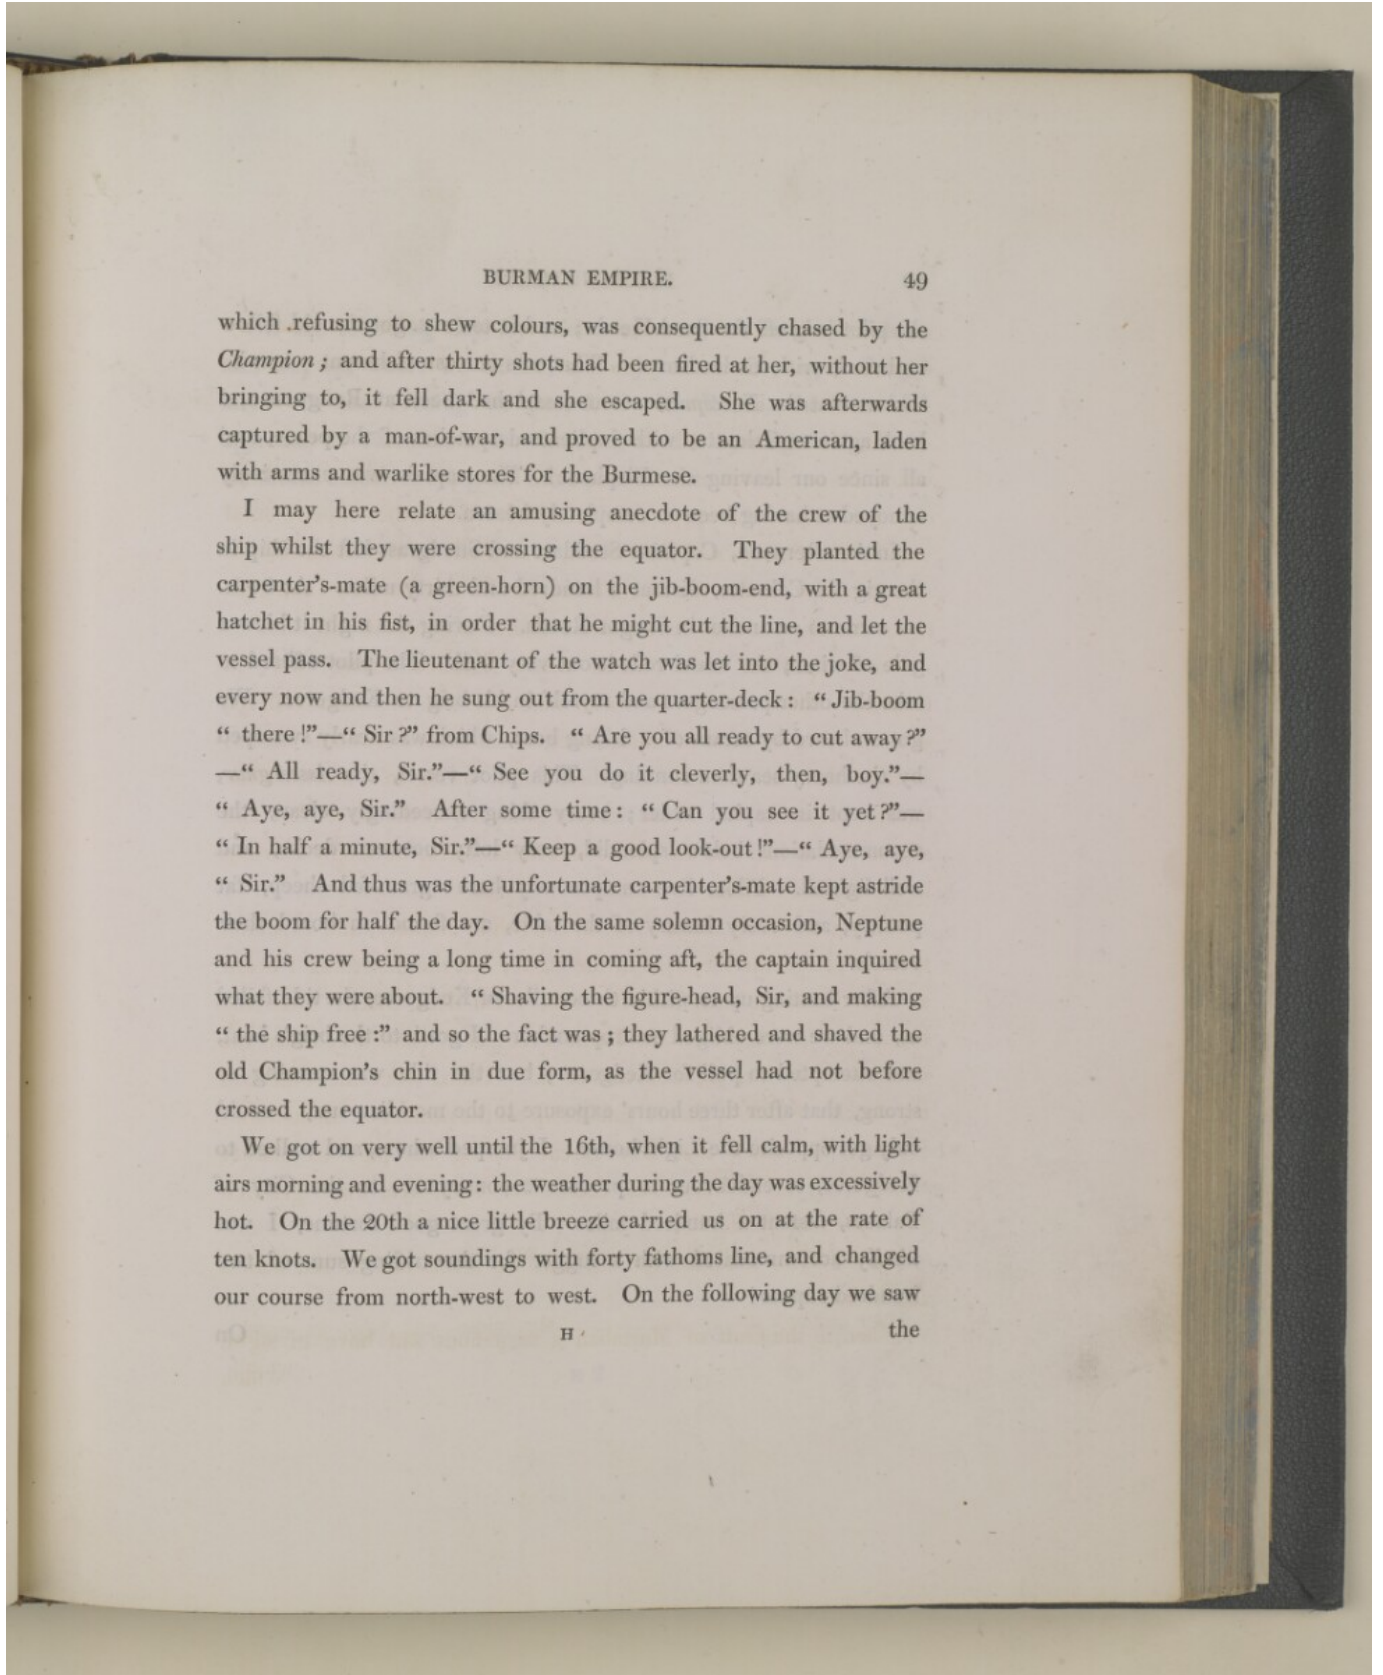 BURMAN EMPIRE. 49
which refusing to shew colours, was consequently chased by the
Champion; and after thirty shots had been fired at her, without her
bringing to, it fell dark and she escaped. She was afterwards
captured by a man-of-war, and proved to be an American, laden
with arms and warlike stores for the Burmese.
I may here relate an amusing anecdote of the crew of the
ship whilst they were crossing the equator. They planted the
carpenter's-mate (a green-horn) on the jib-boom-end, with a great
hatchet in his fist, in order that he might cut the line, and let the
vessel pass. The lieutenant of the watch was let into the joke, and
every now and then he sung out from the quarter-deck: “Jib-boom
“ there!”—“ Sir?” from Chips. “ Are you all ready to cut away?”
—“ All ready, Sir.”—“ See you do it cleverly, then, boy.”—
“ Aye, aye, Sir.” After some time: “ Can you see it yet?”—
“ In half a minute, Sir.”—“ Keep a good look-out!”—“ Aye, aye,
“ Sir.” And thus was the unfortunate carpenter's-mate kept astride
the boom for half the day. On the same solemn occasion, Neptune
and his crew being a long time in coming aft, the captain inquired
what they were about. “ Shaving the figure-head, Sir, and making
“ the ship free:” and so the fact was; they lathered and shaved the
old Champion's chin in due form, as the vessel had not before
crossed the equator.
We got on very well until the 16th, when it fell calm, with light
airs morning and evening: the weather during the day was excessively
hot. On the 20th a nice little breeze carried us on at the rate of
ten knots. We got soundings with forty fathoms line, and changed
our course from north-west to west. On the following day we saw
H the